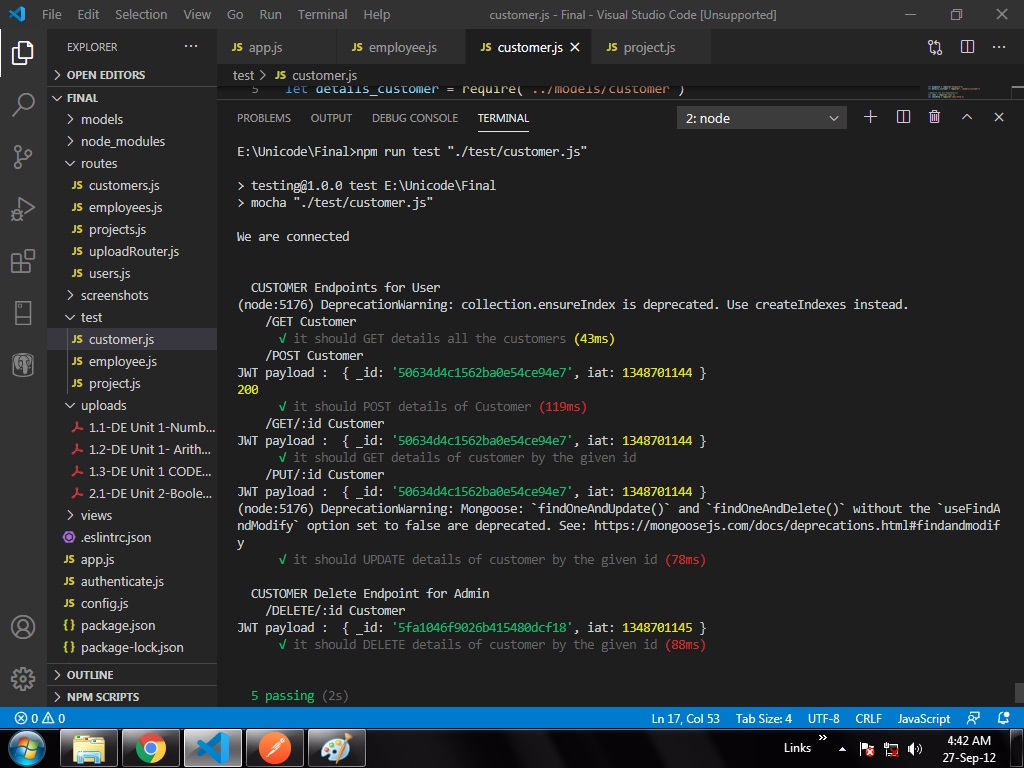 File Edit Selection View Go Run Terminal Help customer.js - Final - Visual Studio Code [Unsupported]
EXPLORER ···
JS app.js JS employee.js JS customer.js JS project.js
OPEN EDITORS
FINAL
models
node_modules
routes
JS customers.js
JS employees.js
JS projects.js
JS uploadRouter.js
JS users.js
screenshots
test
JS customer.js
JS employee.js
JS project.js
uploads
1.1-DE Unit 1-Numb...
1.2-DE Unit 1- Arith...
1.3-DE Unit 1 CODE...
2.1-DE Unit 2-Boole...
views
.eslintrc.json
JS app.js
JS authenticate.js
JS config.js
{} package.json
{} package-lock.json
OUTLINE
NPM SCRIPTS
test > JS customer.js
5 let details_customer = require('../models/customer')
PROBLEMS OUTPUT DEBUG CONSOLE TERMINAL 2: node
E:\Unicode\Final>npm run test "./test/customer.js"
> testing@1.0.0 test E:\Unicode\Final
> mocha "./test/customer.js"
We are connected
CUSTOMER Endpoints for User
(node:5176) DeprecationWarning: collection.ensureIndex is deprecated. Use createIndexes instead.
/GET Customer
√ it should GET details all the customers (43ms)
/POST Customer
JWT payload :  { _id: '50634d4c1562ba0e54ce94e7', iat: 1348701144 }
200
√ it should POST details of Customer (119ms)
/GET/:id Customer
JWT payload :  { _id: '50634d4c1562ba0e54ce94e7', iat: 1348701144 }
√ it should GET details of customer by the given id
/PUT/:id Customer
JWT payload :  { _id: '50634d4c1562ba0e54ce94e7', iat: 1348701144 }
(node:5176) DeprecationWarning: Mongoose: `findOneAndUpdate()` and `findOneAndDelete()` without the `useFindA
ndModify` option set to false are deprecated. See: https://mongoosejs.com/docs/deprecations.html#findandmodif
y
√ it should UPDATE details of customer by the given id (78ms)
CUSTOMER Delete Endpoint for Admin
/DELETE/:id Customer
JWT payload :  { _id: '5fa1046f9026b415480dcf18', iat: 1348701145 }
√ it should DELETE details of customer by the given id (88ms)
5 passing (2s)
0 0 Ln 17, Col 53 Tab Size: 4 UTF-8 CRLF JavaScript
Links » 4:42 AM
27-Sep-12